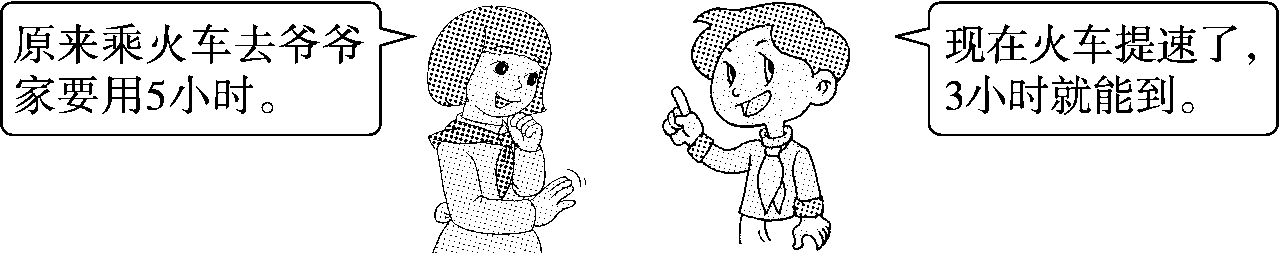 原来乘火车去爷爷
家要用5小时。
现在火车提速了，
3小时就能到。